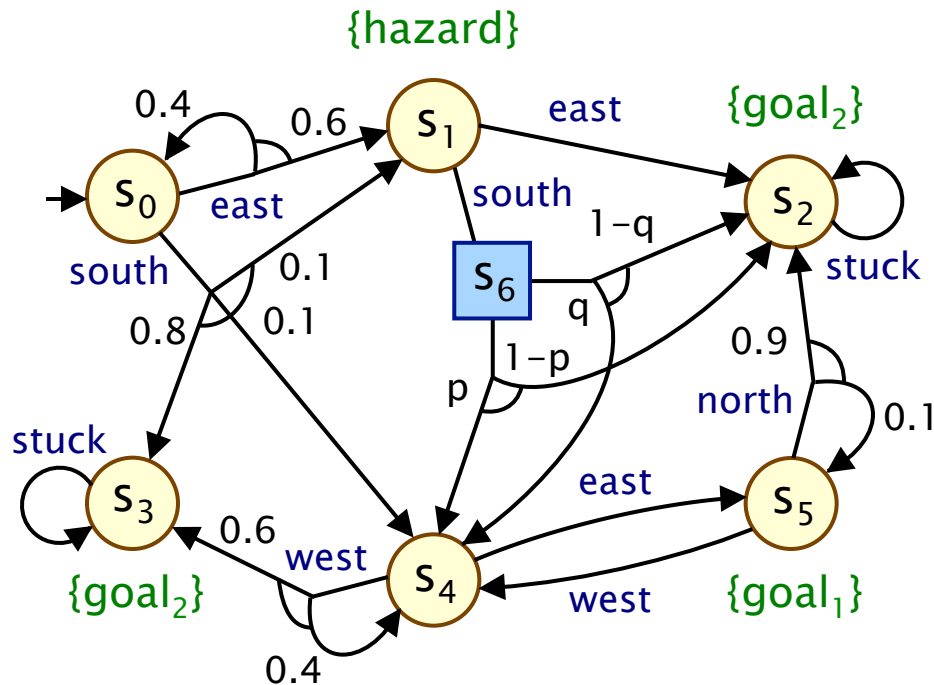 {hazard}
0.4
0.6
s1
east
{goal2}
s0
east
south
s2
1-q
south
0.1
s6
stuck
q
0.8
0.1
1-p
0.9
p
north
0.1
stuck
east
s3
0.6
s5
west
s4
{goal2}
west
{goal1}
0.4